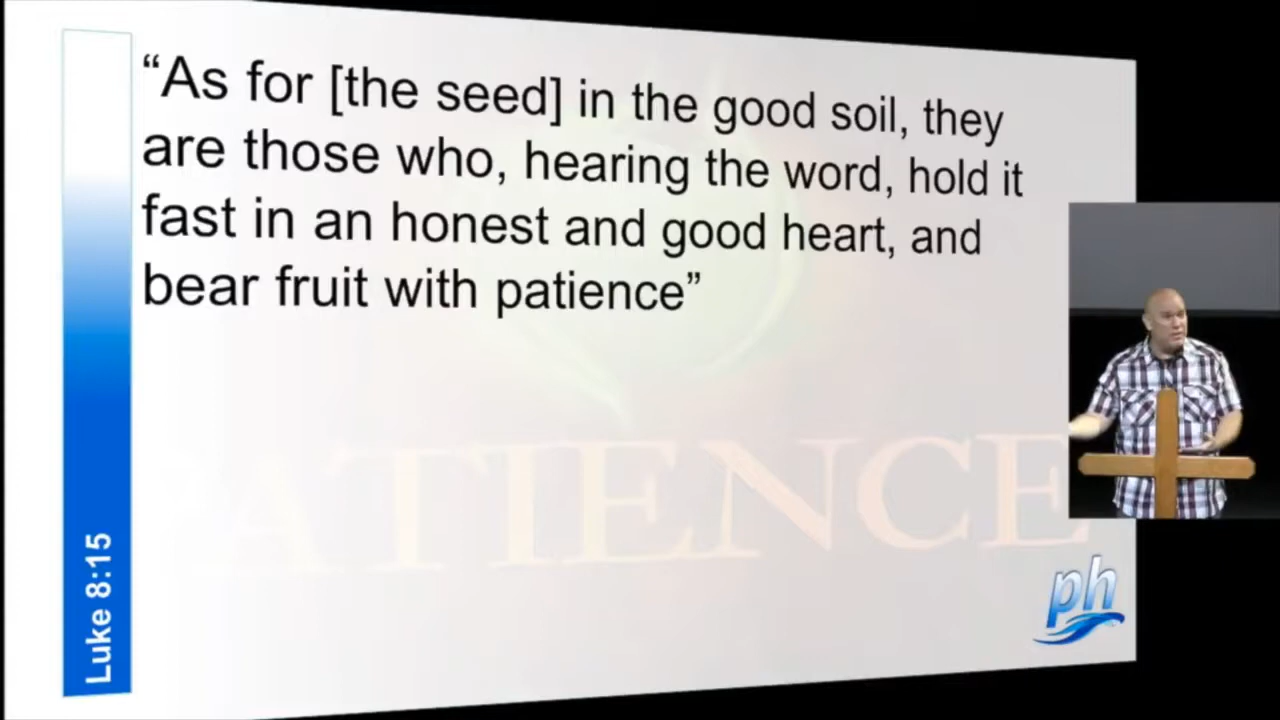 “As for [the seed] in the good soil, they
are those who, hearing the word, hold it
fast in an honest and good heart, and
bear fruit with patience”
PATIENCE
Luke 8:15
ph